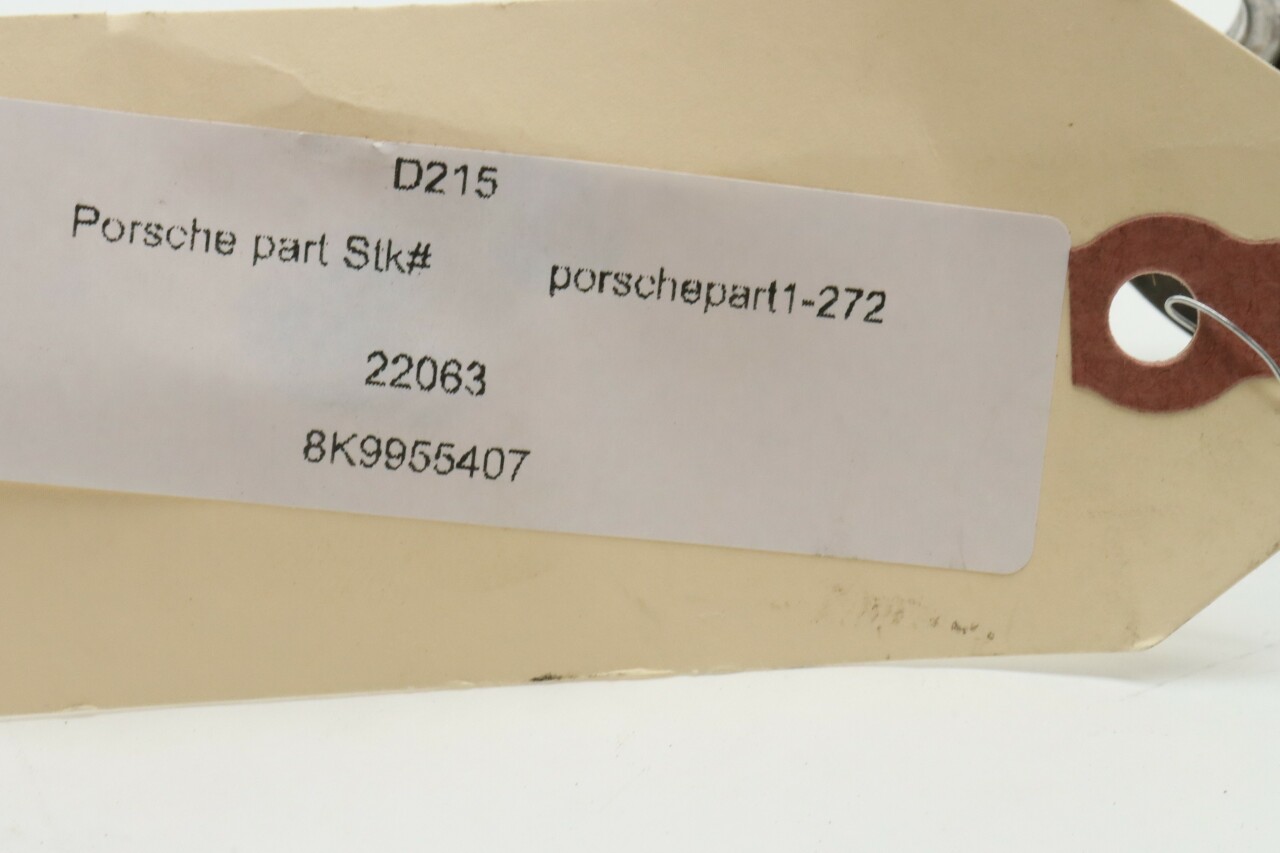 D215
Porsche part Stk# porschepart1-272
22063
8K9955407